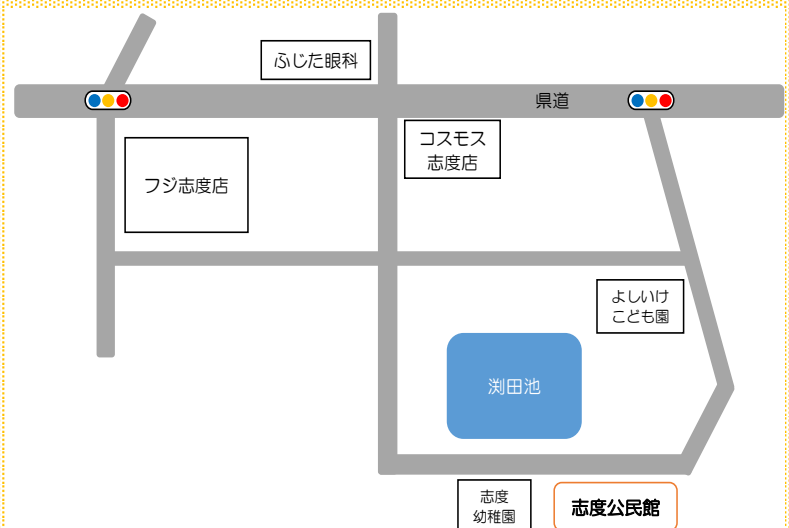 ふじた眼科
県道
コスモス
志度店
フジ志度店
よしいけ
こども園
渕田池
志度
幼稚園
志度公民館